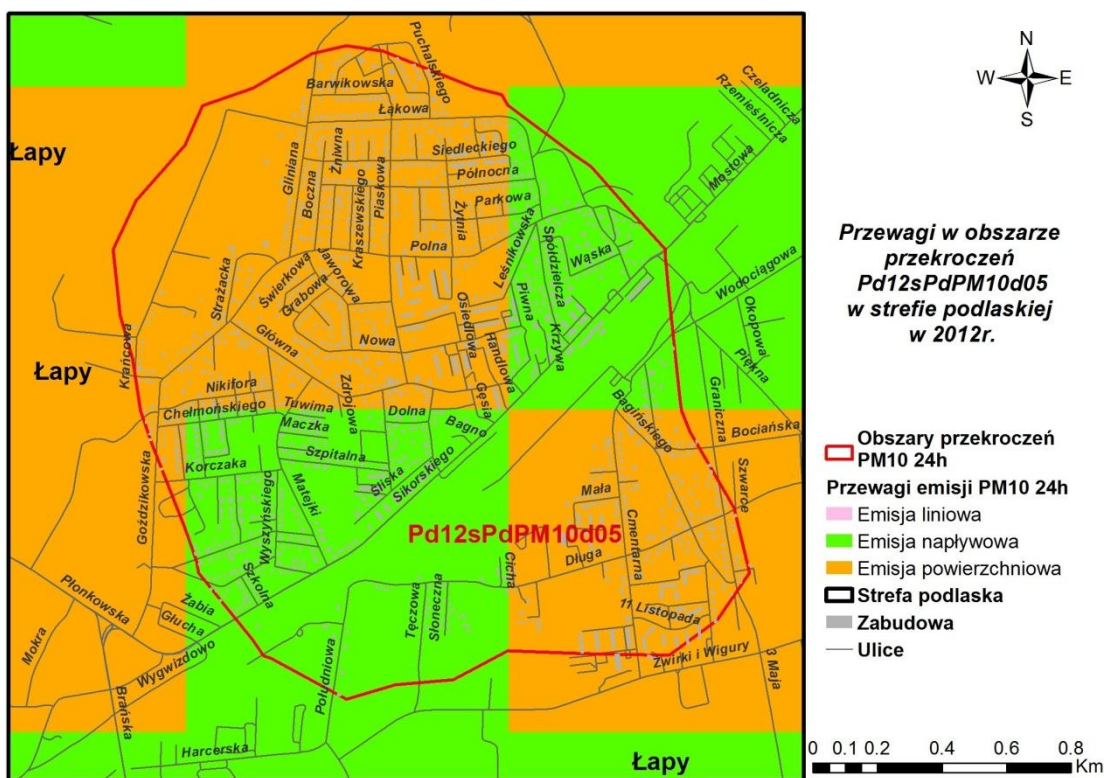 Puchalskiego
Barwikowska
Łąkowa
Czeladnicza
Rzemieślnicza
Łapy
Gliniana
Żniwna
Boczna
Kraszewskiego
Piaskowa
Siedleckiego
Północna
Parkowa
Żytnia
Mostowa
Polna
Leśnikowska
Spółdzielcza
Wąska
Wodociągowa
Strażacka
Świerkowa
Jaworowa
Grabowa
Piwna
Krzywa
Okopowa
Piękna
Główna
Nowa
Osiedlowa
Handlowa
Krańcowa
Łapy
Nikifora
Zdrojowa
Gęsia
Chełmońskiego
Tuwima
Dolna
Bagno
Bagińskiego
Graniczna
Bociańska
Maczka
Szpitalna
Korczaka
Śliska
Sikorskiego
Matejki
Goździkowska
Wyszyńskiego
Mała
Szwarce
Pd12sPdPM10d05
Cmentarna
Cicha
Długa
Szkolna
Płonkowska
Żabia
Głucha
Tęczowa
Słoneczna
11 Listopada
Mokra
Wygwizdowo
Żwirki i Wigury
3 Maja
Brańska
Południowa
Harcerska
Łapy
N
W
E
S
Przewagi w obszarze
przekroczeń
Pd12sPdPM10d05
w strefie podlaskiej
w 2012r.
Obszary przekroczeń
PM10 24h
Przewagi emisji PM10 24h
Emisja liniowa
Emisja napływowa
Emisja powierzchniowa
Strefa podlaska
Zabudowa
Ulice
0 0.1 0.2 0.4 0.6 0.8
Km